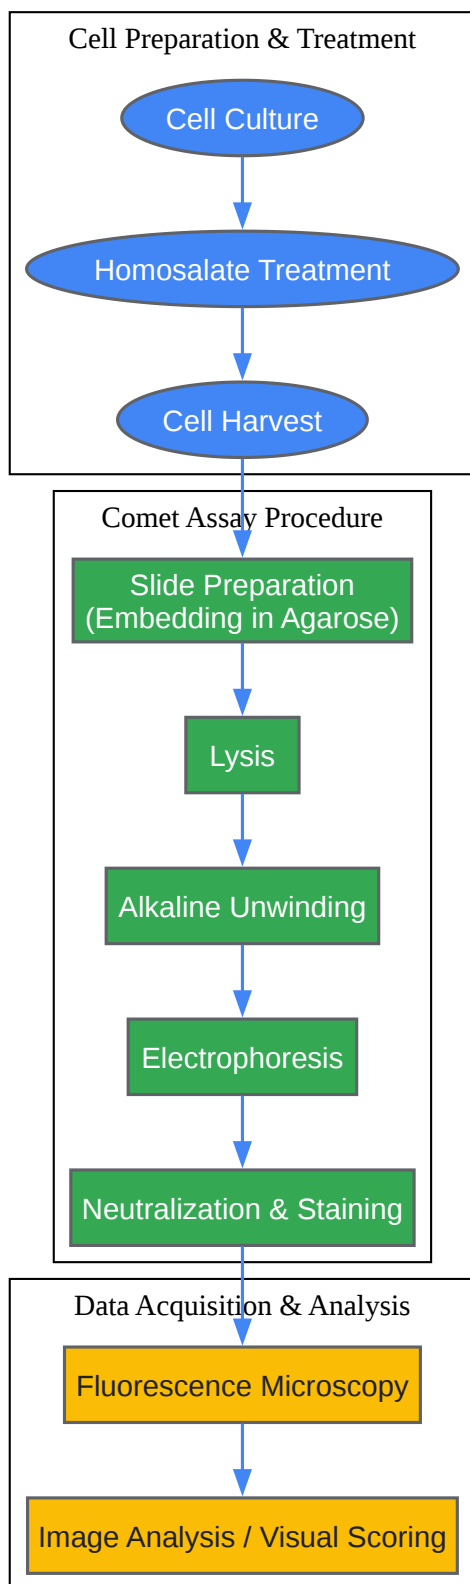 Cell Preparation & Treatment
Cell Culture
Homosalate Treatment
Cell Harvest
Comet Assay Procedure
Slide Preparation
(Embedding in Agarose)
Lysis
Alkaline Unwinding
Electrophoresis
Neutralization & Staining
Data Acquisition & Analysis
Fluorescence Microscopy
Image Analysis / Visual Scoring